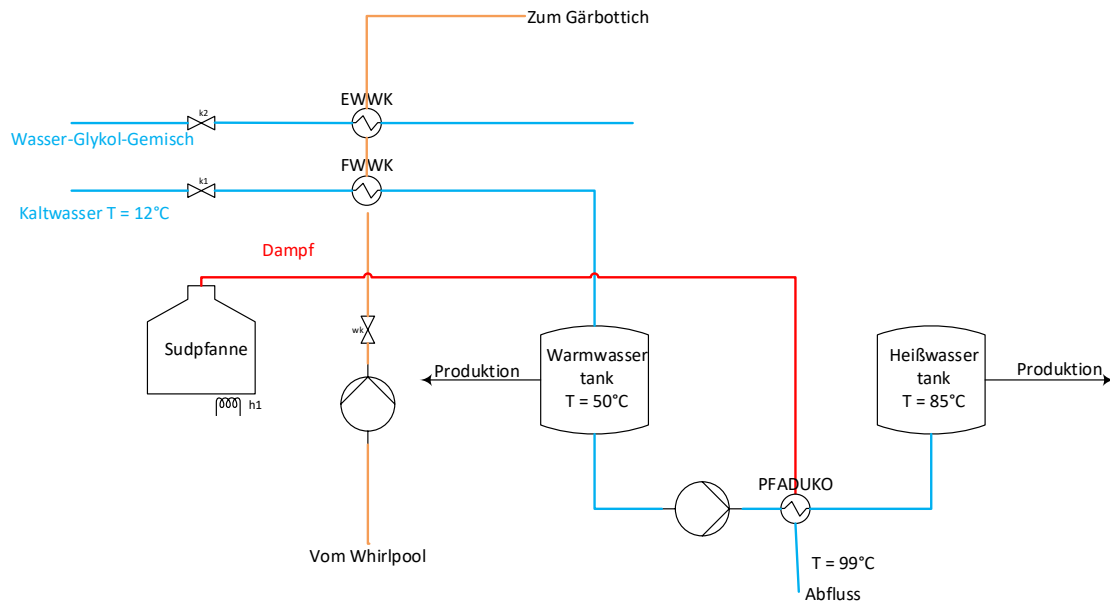 Zum Gärbottich
EWWK
k2
Wasser-Glykol-Gemisch
FWWK
k1
Kaltwasser T = 12°C
Dampf
Sudpfanne
h1
wk
Produktion
Warmwasser
tank
T = 50°C
Heißwasser
tank
T = 85°C
Produktion
PFADUKO
Vom Whirlpool
T = 99°C
Abfluss